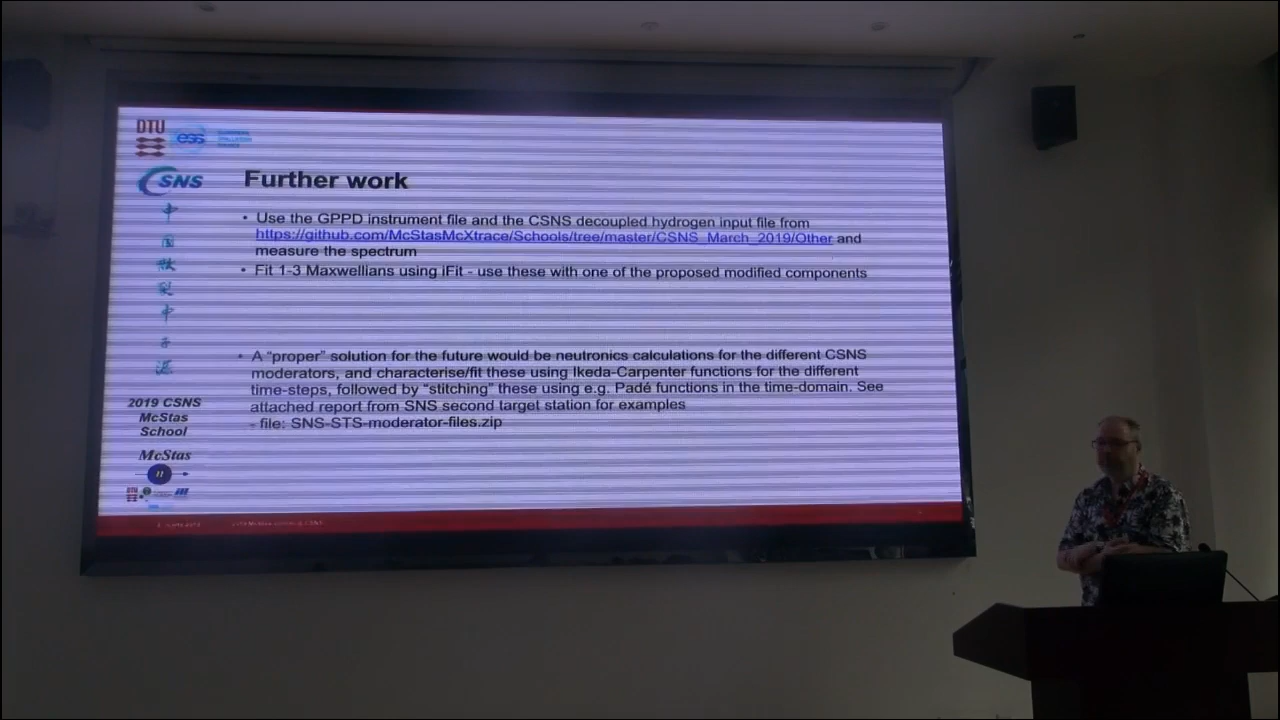 DTU
ess
EUROPEAN
SPALLATION
SOURCE
CSNS
Further work
• Use the GPPD instrument file and the CSNS decoupled hydrogen input file from
https://github.com/McStasMcXtrace/Schools/tree/master/CSNS_March_2019/Other and
measure the spectrum
• Fit 1-3 Maxwellians using iFit - use these with one of the proposed modified components
• A “proper” solution for the future would be neutronics calculations for the different CSNS
moderators, and characterise/fit these using Ikeda-Carpenter functions for the different
time-steps, followed by “stitching” these using e.g. Padé functions in the time-domain. See
attached report from SNS second target station for examples
- file: SNS-STS-moderator-files.zip
中
国
散
裂
中
子
源
2019 CSNS
McStas
School
McStas